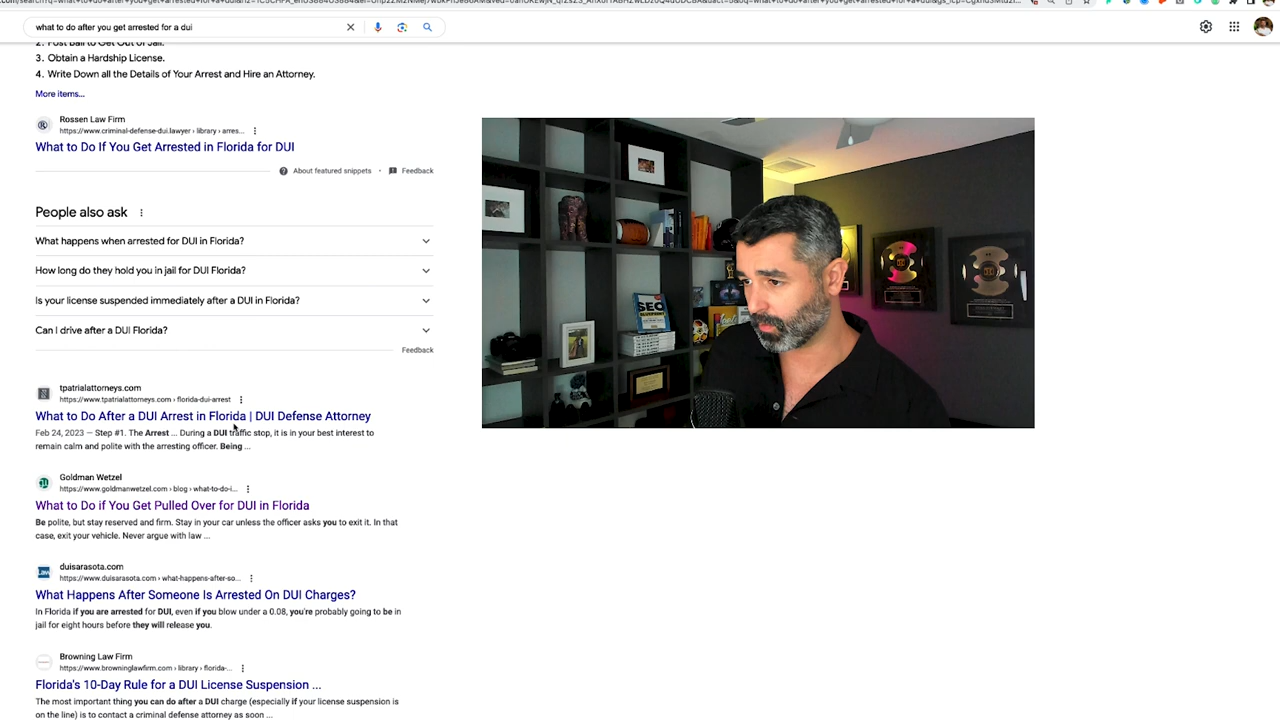 what to do after you get arrested for a dui
2. Post Bail to Get Out of Jail.
3. Obtain a Hardship License.
4. Write Down all the Details of Your Arrest and Hire an Attorney.
More items...
Rossen Law Firm
https://www.criminal-defense-dui.lawyer › library › arres...
What to Do If You Get Arrested in Florida for DUI
About featured snippets • Feedback
People also ask
What happens when arrested for DUI in Florida?
How long do they hold you in jail for DUI Florida?
Is your license suspended immediately after a DUI in Florida?
Can I drive after a DUI Florida?
Feedback
tpatrialattorneys.com
https://www.tpatrialattorneys.com › florida-dui-arrest
What to Do After a DUI Arrest in Florida | DUI Defense Attorney
Feb 24, 2023 — Step #1. The Arrest ... During a DUI traffic stop, it is in your best interest to
remain calm and polite with the arresting officer. Being ...
Goldman Wetzel
https://www.goldmanwetzel.com › blog › what-to-do-i...
What to Do if You Get Pulled Over for DUI in Florida
Be polite, but stay reserved and firm. Stay in your car unless the officer asks you to exit it. In that
case, exit your vehicle. Never argue with law ...
duisarasota.com
https://www.duisarasota.com › what-happens-after-so...
What Happens After Someone Is Arrested On DUI Charges?
In Florida if you are arrested for DUI, even if you blow under a 0.08, you're probably going to be in
jail for eight hours before they will release you.
Browning Law Firm
https://www.browninglawfirm.com › library › florida-...
Florida's 10-Day Rule for a DUI License Suspension ...
The most important thing you can do after a DUI charge (especially if your license suspension is
on the line) is to contact a criminal defense attorney as soon ...
SEO
BLUEPRINT